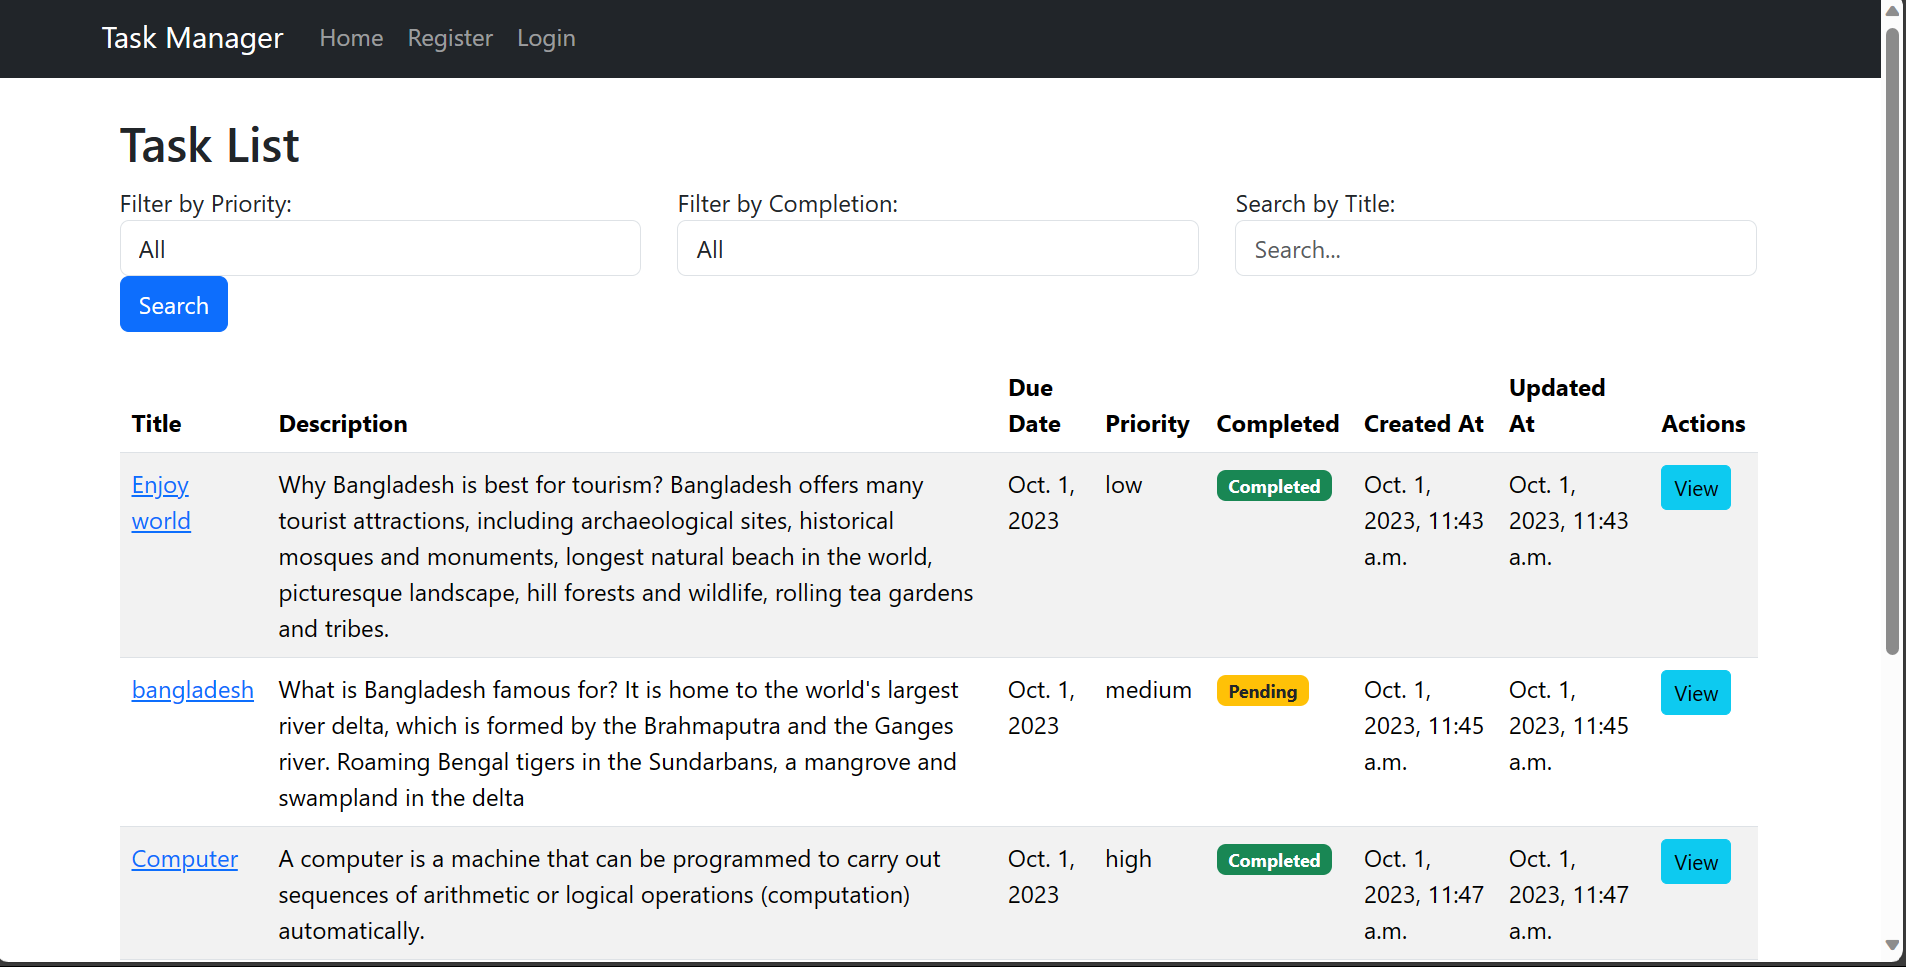 Task Manager Home Register Login
Task List
Filter by Priority:
All
Filter by Completion:
All
Search by Title:
Search...
Search
Title Description Due Date Priority Completed Created At Updated At Actions
Enjoy
world
Why Bangladesh is best for tourism? Bangladesh offers many
tourist attractions, including archaeological sites, historical
mosques and monuments, longest natural beach in the world,
picturesque landscape, hill forests and wildlife, rolling tea gardens
and tribes.
Oct. 1,
2023
low
Completed
Oct. 1,
2023, 11:43
a.m.
Oct. 1,
2023, 11:43
a.m.
View
bangladesh
What is Bangladesh famous for? It is home to the world's largest
river delta, which is formed by the Brahmaputra and the Ganges
river. Roaming Bengal tigers in the Sundarbans, a mangrove and
swampland in the delta
Oct. 1,
2023
medium
Pending
Oct. 1,
2023, 11:45
a.m.
Oct. 1,
2023, 11:45
a.m.
View
Computer
A computer is a machine that can be programmed to carry out
sequences of arithmetic or logical operations (computation)
automatically.
Oct. 1,
2023
high
Completed
Oct. 1,
2023, 11:47
a.m.
Oct. 1,
2023, 11:47
a.m.
View